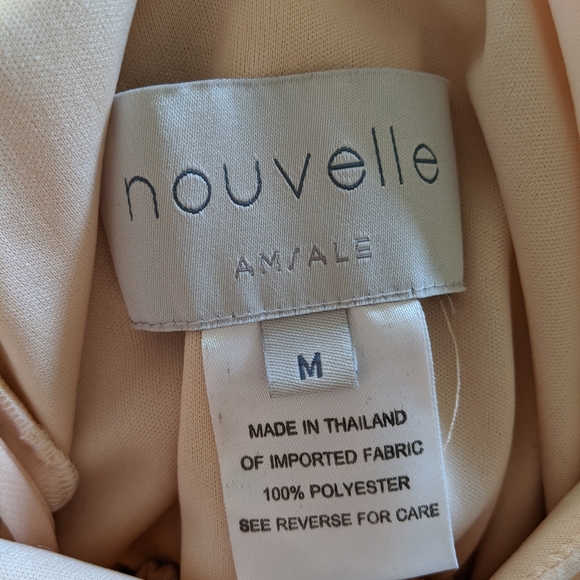 nouvelle
AMSALE
M
MADE IN THAILAND
OF IMPORTED FABRIC
100% POLYESTER
SEE REVERSE FOR CARE